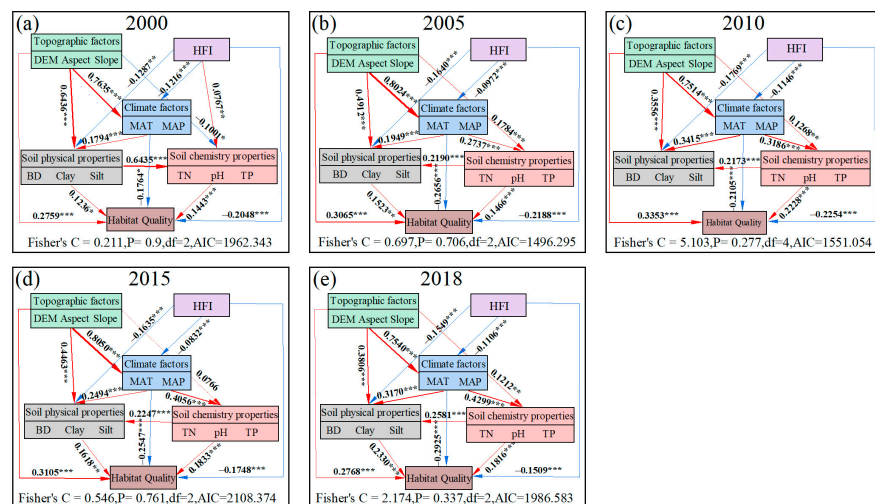 (a) 2000
Topographic factors
DEM Aspect Slope
HFI
−0.1287**
−0.1216***
0.7635***
0.6436***
0.0767**
−0.1001*
Climate factors
MAT MAP
0.1794***
Soil physical properties
BD Clay Silt
0.6435***
Soil chemistry properties
TN pH TP
−0.1764*
0.1236*
0.1443***
0.2759***
−0.2048***
Habitat Quality
Fisher's C = 0.211,P= 0.9,df=2,AIC=1962.343
(b) 2005
Topographic factors
DEM Aspect Slope
HFI
−0.1640***
−0.0972**
0.8024***
0.4912***
0.1784***
Climate factors
MAT MAP
0.1949***
0.2737***
Soil physical properties
BD Clay Silt
0.2190***
Soil chemistry properties
TN pH TP
−0.2656***
0.1523**
0.1466***
0.3065***
−0.2188***
Habitat Quality
Fisher's C = 0.697,P= 0.706,df=2,AIC=1496.295
(c) 2010
Topographic factors
DEM Aspect Slope
HFI
−0.1769***
−0.1146***
0.7514***
0.3556***
0.1268**
Climate factors
MAT MAP
0.3415***
0.3186***
Soil physical properties
BD Clay Silt
0.2173***
Soil chemistry properties
TN pH TP
−0.2105***
0.2228***
0.3353***
−0.2254***
Habitat Quality
Fisher's C = 5.103,P= 0.277,df=4,AIC=1551.054
(d) 2015
Topographic factors
DEM Aspect Slope
HFI
−0.1635***
−0.0832***
0.8050***
0.4463***
0.0766
Climate factors
MAT MAP
0.2494***
0.4056***
Soil physical properties
BD Clay Silt
0.2247***
Soil chemistry properties
TN pH TP
−0.2547***
0.1618**
0.1833***
0.3105***
−0.1748***
Habitat Quality
Fisher's C = 0.546,P= 0.761,df=2,AIC=2108.374
(e) 2018
Topographic factors
DEM Aspect Slope
HFI
−0.1549***
−0.1106***
0.7540***
0.3806***
0.1212**
Climate factors
MAT MAP
0.3170***
0.4299***
Soil physical properties
BD Clay Silt
0.2581***
Soil chemistry properties
TN pH TP
−0.2925***
0.2330***
0.1816***
0.2768***
−0.1509***
Habitat Quality
Fisher's C = 2.174,P= 0.337,df=2,AIC=1986.583